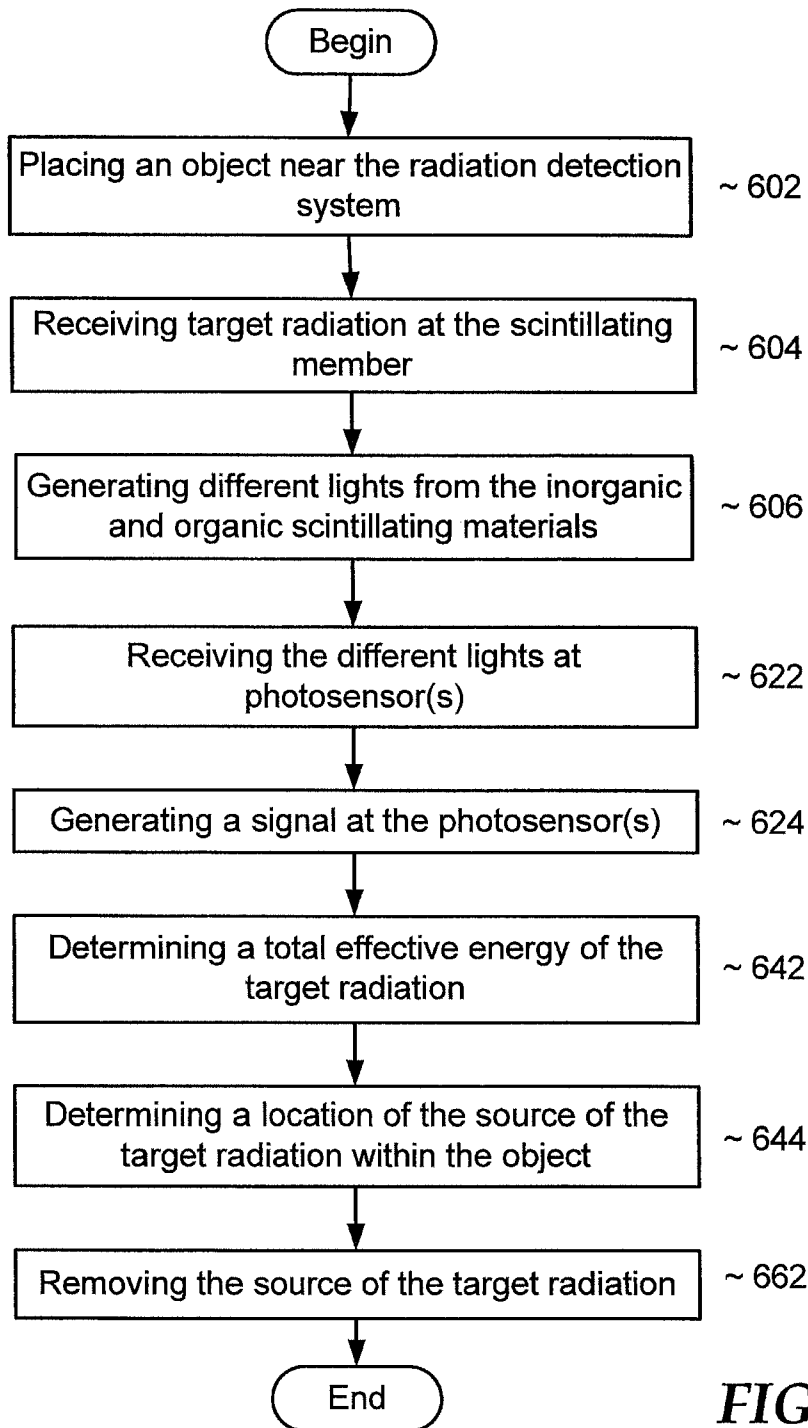 Begin
Placing an object near the radiation detection
system
~ 602
Receiving target radiation at the scintillating
member
~ 604
Generating different lights from the inorganic
and organic scintillating materials
~ 606
Receiving the different lights at
photosensor(s)
~ 622
Generating a signal at the photosensor(s)
~ 624
Determining a total effective energy of the
target radiation
~ 642
Determining a location of the source of the
target radiation within the object
~ 644
Removing the source of the target radiation
~ 662
End
FIG